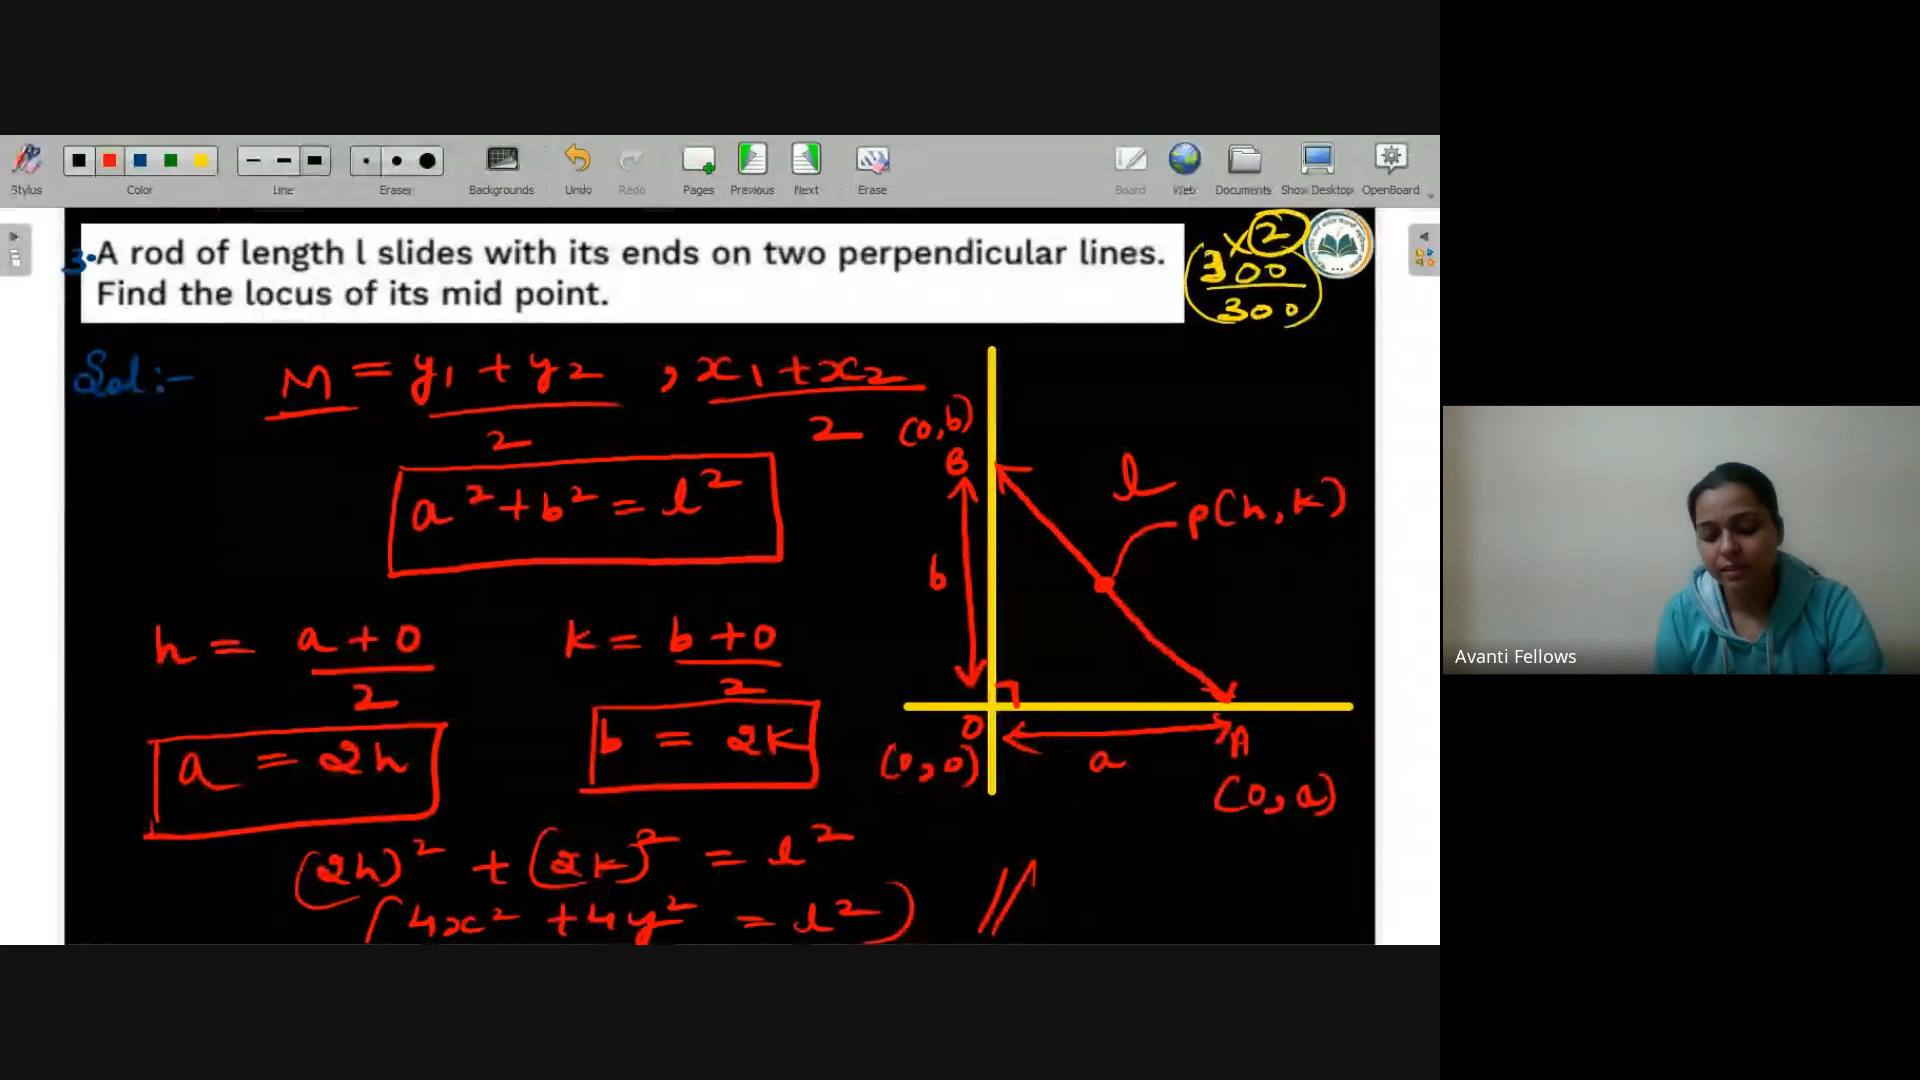 Stylus Color Line Eraser Backgrounds Undo Redo Pages Previous Next Erase Board Web Documents Show Desktop OpenBoard
3. A rod of length l slides with its ends on two perpendicular lines.
Find the locus of its mid point.
×2
300
300
Sol:-
M = y1 + y2 / 2 , x1 + x2 / 2
a² + b² = l²
h = a + 0 / 2
k = b + 0 / 2
a = 2h
b = 2k
(2h)² + (2k)² = l²
(4x² + 4y² = l²) //
(0,b)
B
l
P(h,k)
b
O
(0,0)
a
A
(0,a)
Avanti Fellows